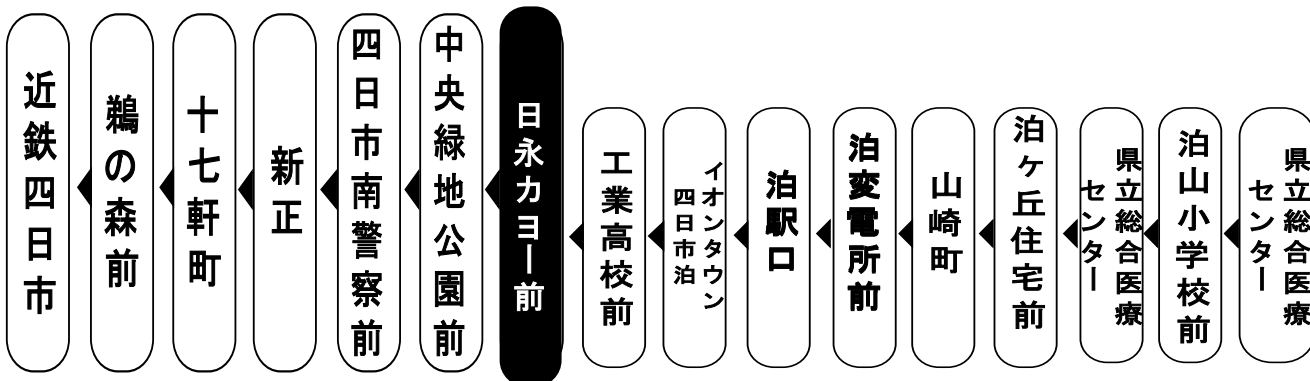 県立総合医療
センター
泊山小学校前
県立総合医療
センター
泊ヶ丘住宅前
山崎町
泊変電所前
泊駅口
イオンタウン
四日市泊
工業高校前
日永カヨー前
中央緑地公園前
四日市南警察前
新正
十七軒町
鵜の森前
近鉄四日市